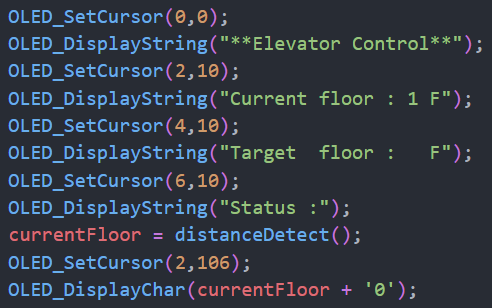 OLED_SetCursor(0,0);
OLED_DisplayString("**Elevator Control**");
OLED_SetCursor(2,10);
OLED_DisplayString("Current floor : 1 F");
OLED_SetCursor(4,10);
OLED_DisplayString("Target  floor :   F");
OLED_SetCursor(6,10);
OLED_DisplayString("Status :");
currentFloor = distanceDetect();
OLED_SetCursor(2,106);
OLED_DisplayChar(currentFloor + '0');